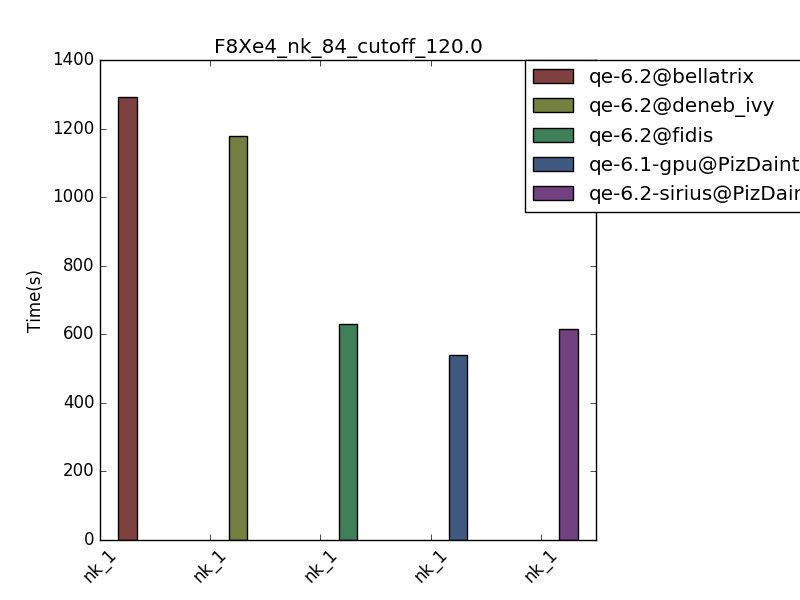 F8Xe4_nk_84_cutoff_120.0
qe-6.2@bellatrix
qe-6.2@deneb_ivy
qe-6.2@fidis
qe-6.1-gpu@PizDaint
qe-6.2-sirius@PizDain
Time(s)
1400
1200
1000
800
600
400
200
0
nk_1
nk_1
nk_1
nk_1
nk_1